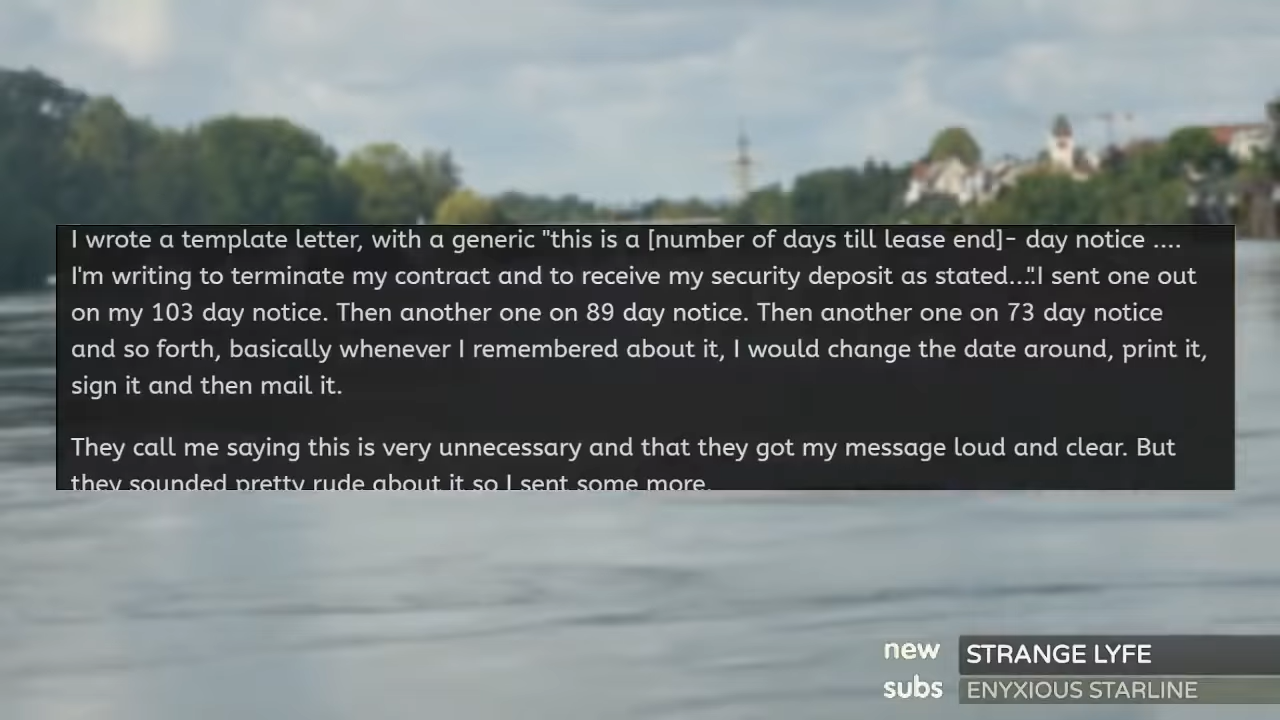 I wrote a template letter, with a generic "this is a [number of days till lease end]- day notice ....
I'm writing to terminate my contract and to receive my security deposit as stated...".I sent one out
on my 103 day notice. Then another one on 89 day notice. Then another one on 73 day notice
and so forth, basically whenever I remembered about it, I would change the date around, print it,
sign it and then mail it.
They call me saying this is very unnecessary and that they got my message loud and clear. But
they sounded pretty rude about it so I sent some more.
new STRANGE LYFE
subs ENYXIOUS STARLINE